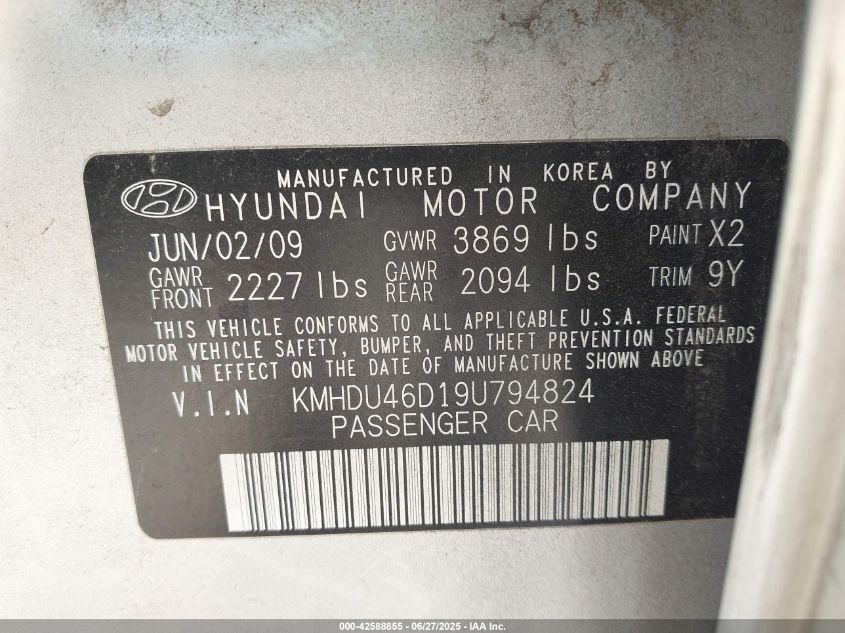 MANUFACTURED IN KOREA BY
HYUNDAI MOTOR COMPANY
JUN/02/09 GVWR 3869 lbs PAINT X2
GAWR FRONT 2227 lbs GAWR REAR 2094 lbs TRIM 9Y
THIS VEHICLE CONFORMS TO ALL APPLICABLE U.S.A. FEDERAL
MOTOR VEHICLE SAFETY, BUMPER, AND THEFT PREVENTION STANDARDS
IN EFFECT ON THE DATE OF MANUFACTURE SHOWN ABOVE
V.I.N KMHDU46D19U794824
PASSENGER CAR
000-42588855 - 06/27/2025 - IAA Inc.